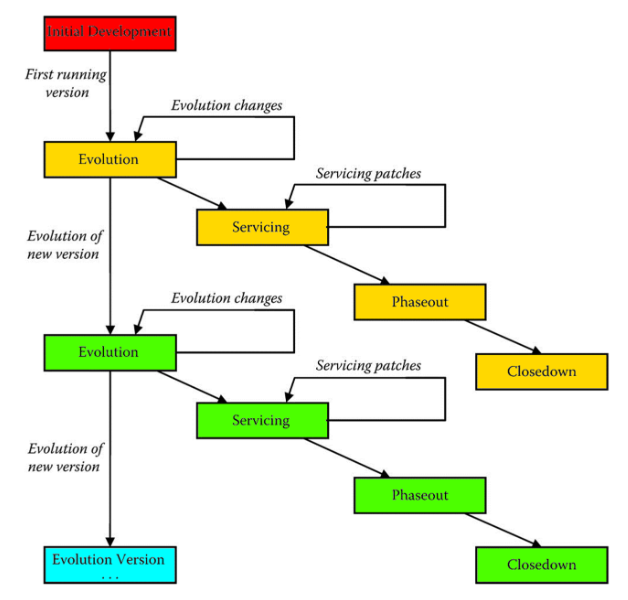 Initial Development
First running
version
Evolution changes
Evolution
Servicing patches
Servicing
Evolution of
new version
Phaseout
Evolution changes
Evolution
Closedown
Servicing patches
Servicing
Evolution of
new version
Phaseout
Evolution Version
. . .
Closedown